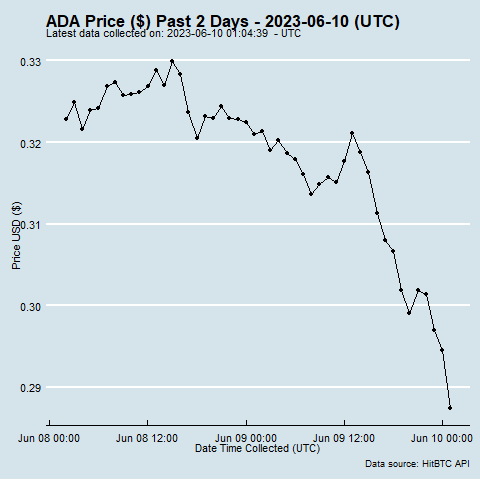 ADA Price ($) Past 2 Days - 2023-06-10 (UTC)
Latest data collected on: 2023-06-10 01:04:39  - UTC
0.33
0.32
0.31
0.30
0.29
Price USD ($)
Jun 08 00:00
Jun 08 12:00
Jun 09 00:00
Jun 09 12:00
Jun 10 00:00
Date Time Collected (UTC)
Data source: HitBTC API